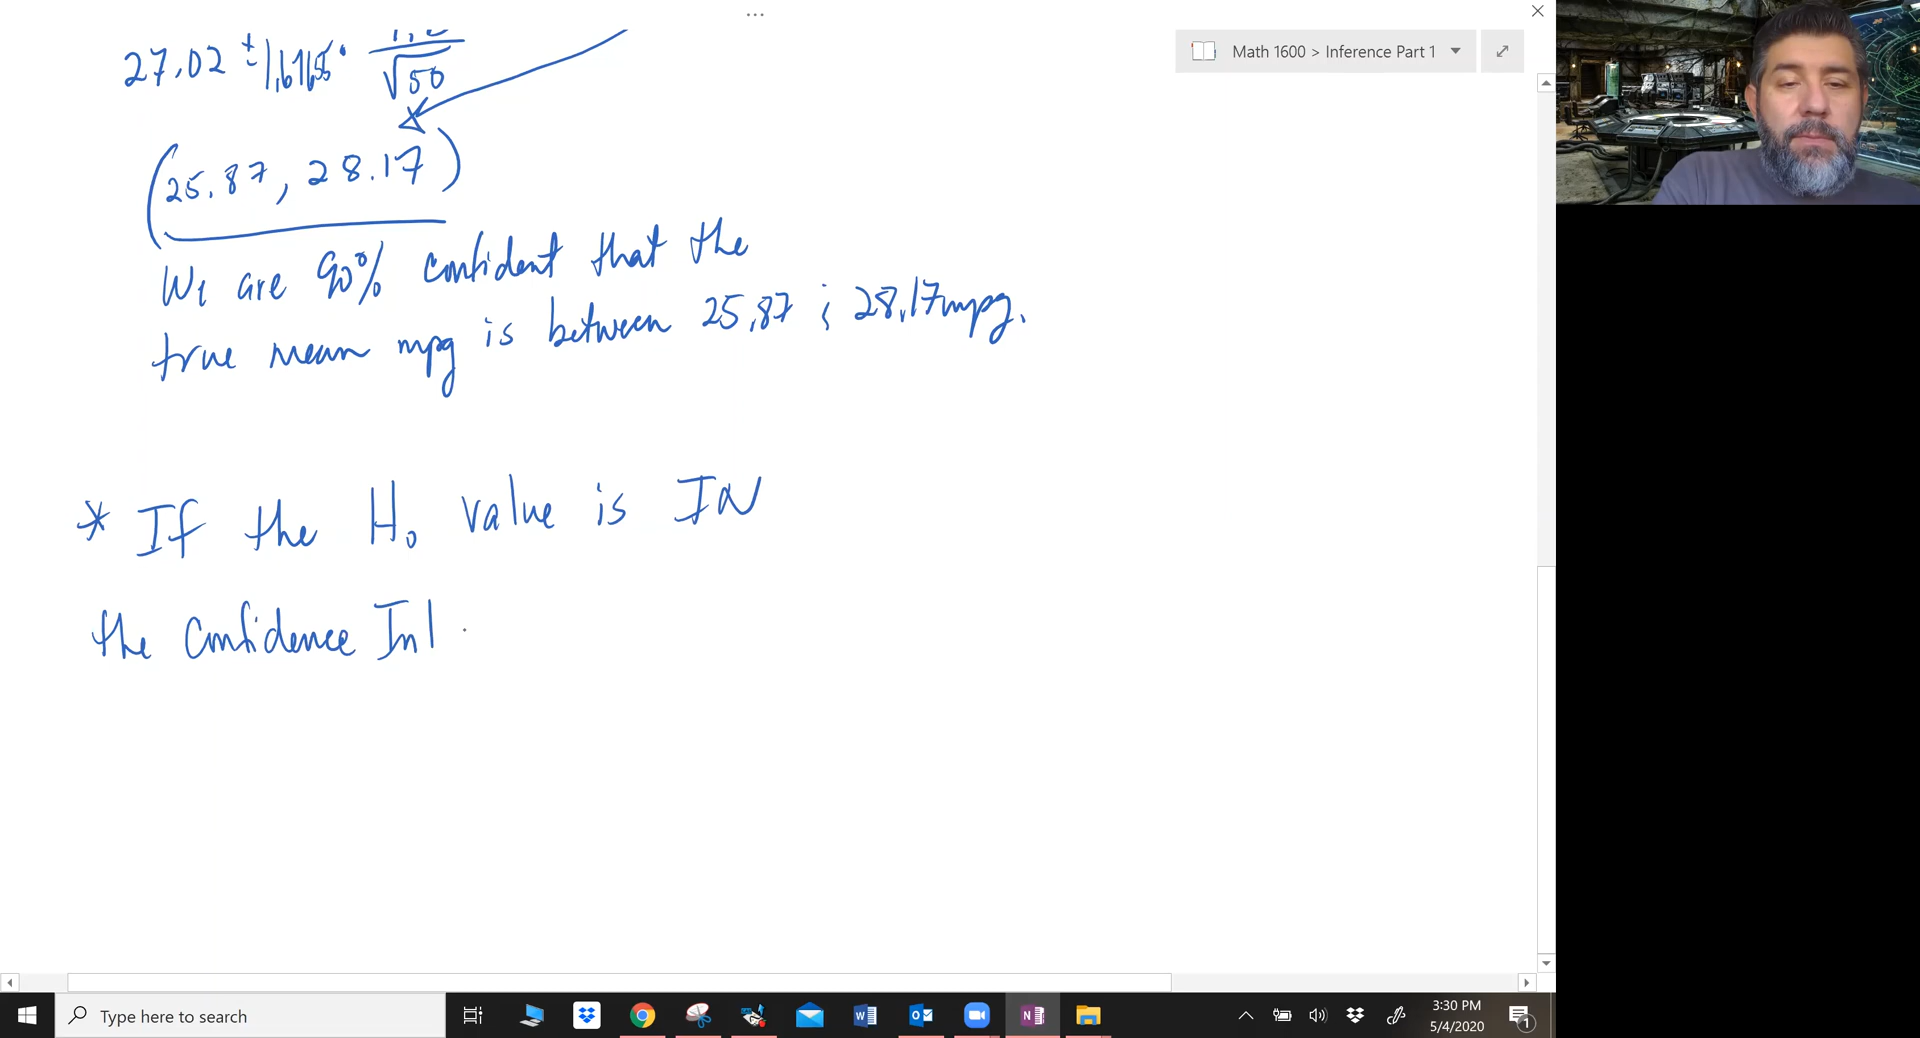 ...
Math 1600 > Inference Part 1
27.02 ±
√50
(25.87, 28.17)
We are 90% confident that the
true mean mpg is between 25.87 & 28.17mpg.
* If the H₀ value is IN
the Confidence Int
Type here to search
3:30 PM
5/4/2020
1